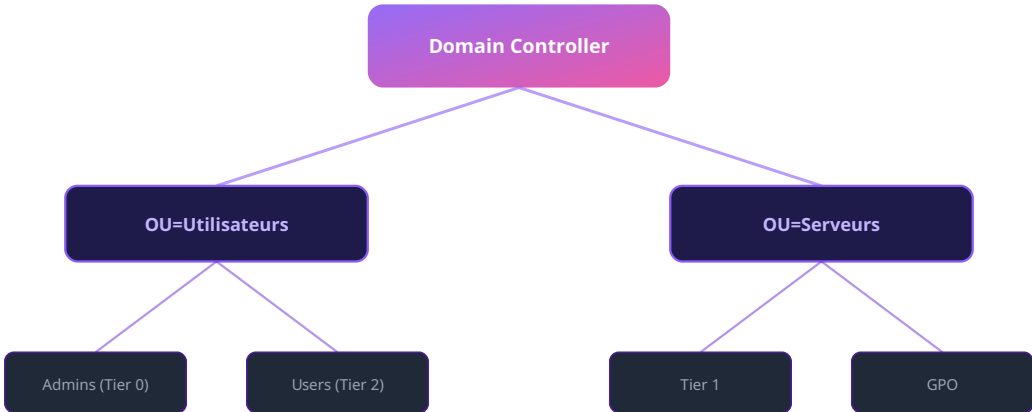 Domain Controller
OU=Utilisateurs
OU=Serveurs
Admins (Tier 0)
Users (Tier 2)
Tier 1
GPO